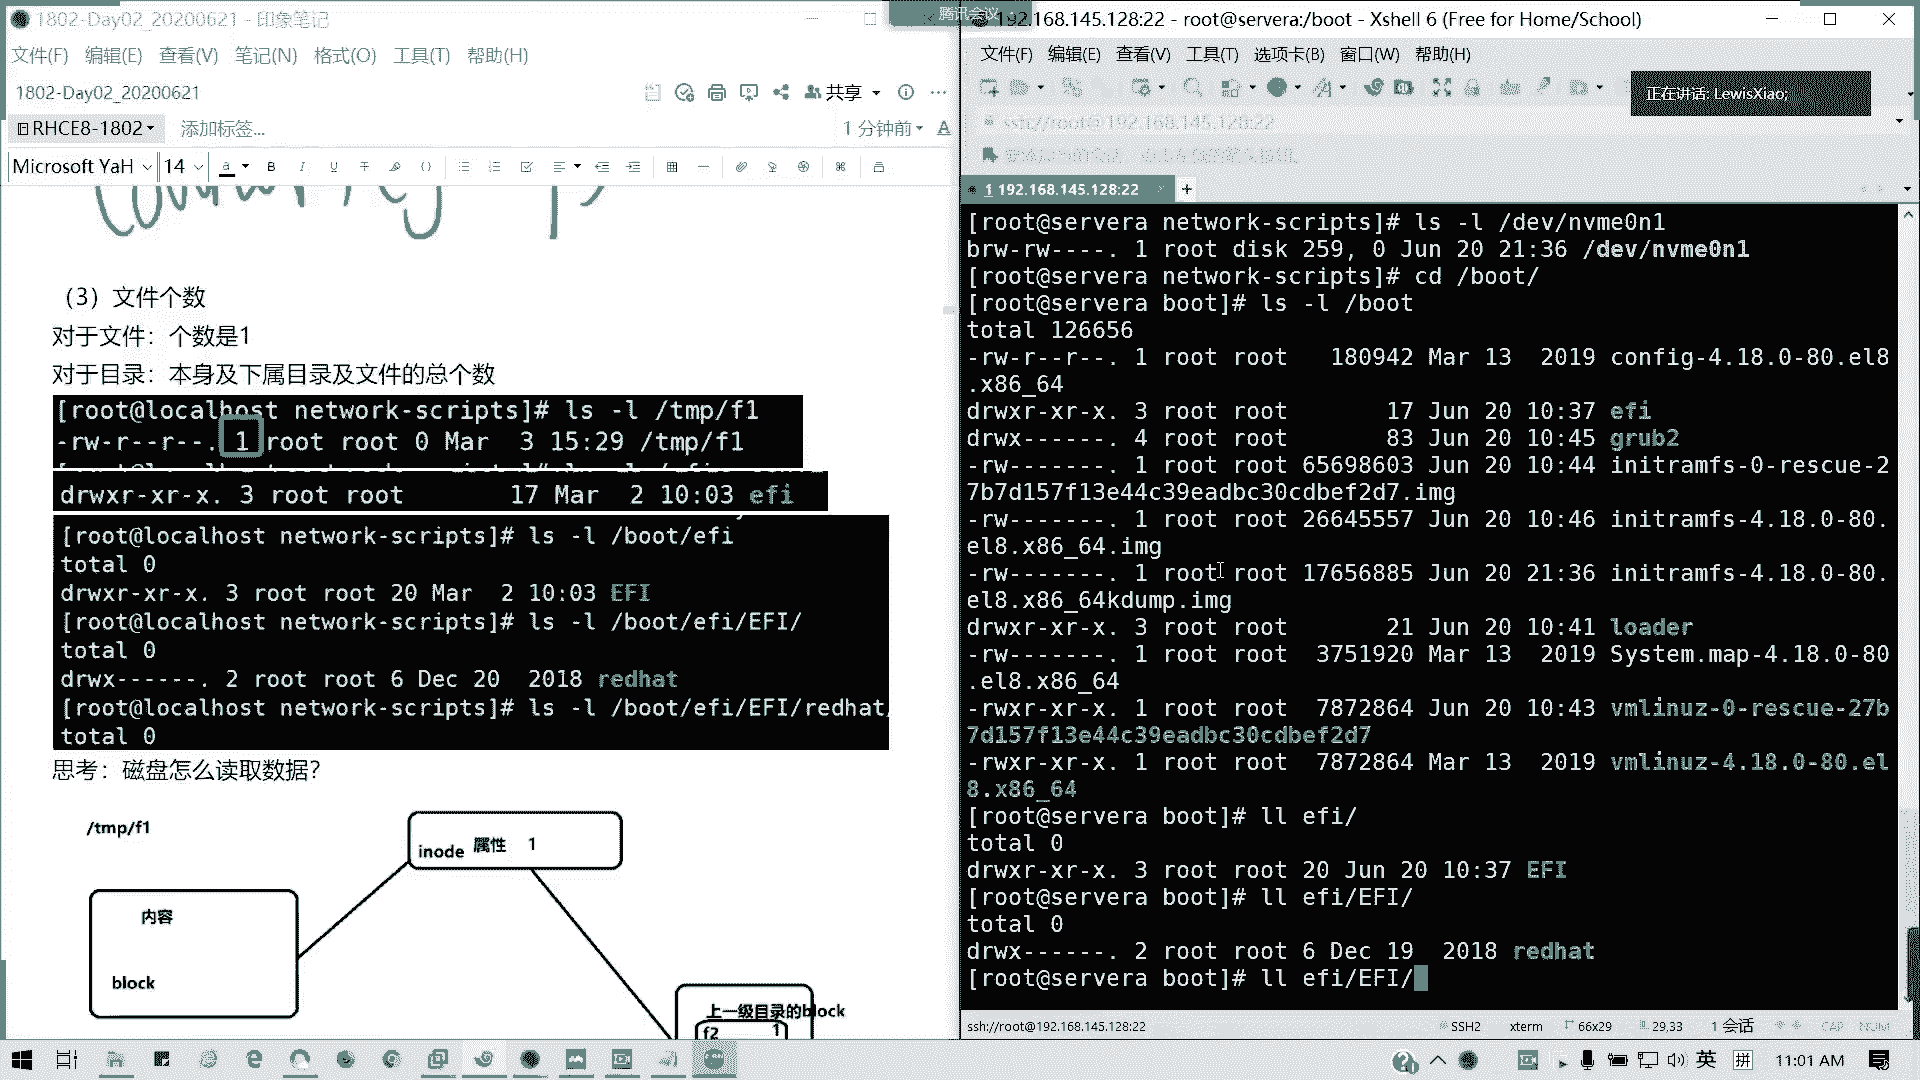 1802-Day02_20200621 - 印象笔记
文件(F) 编辑(E) 查看(V) 笔记(N) 格式(O) 工具(T) 帮助(H)
1802-Day02_20200621
共享
RHCE8-1802
添加标签...
1 分钟前
Microsoft YaH
14
(3）文件个数
对于文件：个数是1
对于目录：本身及下属目录及文件的总个数
[root@localhost network-scripts]# ls -l /tmp/f1
-rw-r--r--. 1 root root 0 Mar  3 15:29 /tmp/f1
drwxr-xr-x. 3 root root       17 Mar  2 10:03 efi
[root@localhost network-scripts]# ls -l /boot/efi
total 0
drwxr-xr-x. 3 root root 20 Mar  2 10:03 EFI
[root@localhost network-scripts]# ls -l /boot/efi/EFI/
total 0
drwx------. 2 root root 6 Dec 20  2018 redhat
[root@localhost network-scripts]# ls -l /boot/efi/EFI/redhat/
total 0
思考：磁盘怎么读取数据？
/tmp/f1
inode 属性 1
内容
block
上一级目录的block
f2 1
腾讯会议
192.168.145.128:22 - root@servera:/boot - Xshell 6 (Free for Home/School)
文件(F) 编辑(E) 查看(V) 工具(T) 选项卡(B) 窗口(W) 帮助(H)
正在讲话: LewisXiao;
ssh://root@192.168.145.128:22
1 192.168.145.128:22
[root@servera network-scripts]# ls -l /dev/nvme0n1
brw-rw----. 1 root disk 259, 0 Jun 20 21:36 /dev/nvme0n1
[root@servera network-scripts]# cd /boot/
[root@servera boot]# ls -l /boot
total 126656
-rw-r--r--. 1 root root   180942 Mar 13  2019 config-4.18.0-80.el8
.x86_64
drwxr-xr-x. 3 root root       17 Jun 20 10:37 efi
drwx------. 4 root root       83 Jun 20 10:45 grub2
-rw-------. 1 root root 65698603 Jun 20 10:44 initramfs-0-rescue-2
7b7d157f13e44c39eadbc30cdbef2d7.img
-rw-------. 1 root root 26645557 Jun 20 10:46 initramfs-4.18.0-80.
el8.x86_64.img
-rw-------. 1 root root 17656885 Jun 20 21:36 initramfs-4.18.0-80.
el8.x86_64kdump.img
drwxr-xr-x. 3 root root       21 Jun 20 10:41 loader
-rw-------. 1 root root  3751920 Mar 13  2019 System.map-4.18.0-80
.el8.x86_64
-rwxr-xr-x. 1 root root  7872864 Jun 20 10:43 vmlinuz-0-rescue-27b
7d157f13e44c39eadbc30cdbef2d7
-rwxr-xr-x. 1 root root  7872864 Mar 13  2019 vmlinuz-4.18.0-80.el
8.x86_64
[root@servera boot]# ll efi/
total 0
drwxr-xr-x. 3 root root 20 Jun 20 10:37 EFI
[root@servera boot]# ll efi/EFI/
total 0
drwx------. 2 root root 6 Dec 19  2018 redhat
[root@servera boot]# ll efi/EFI/
ssh://root@192.168.145.128:22
SSH2
xterm
66x29
29,33
1 会话
CAP
NUM
英
拼
11:01 AM